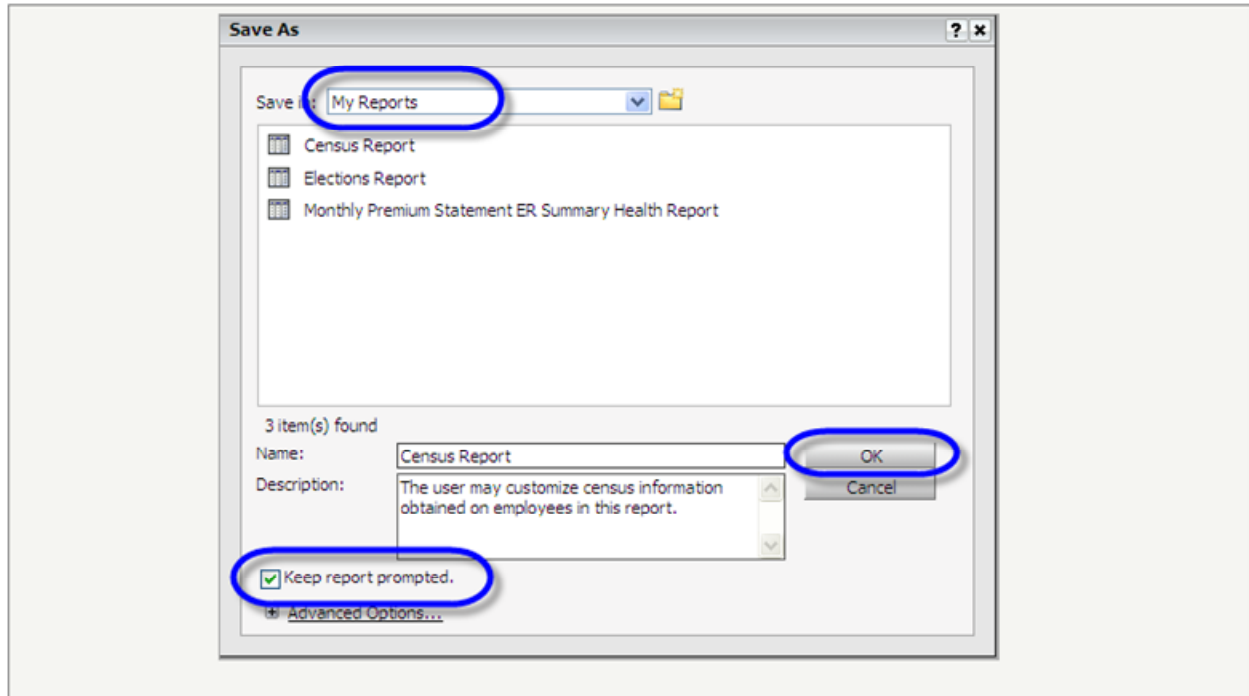 Save As
Save in: My Reports
Census Report
Elections Report
Monthly Premium Statement ER Summary Health Report
3 item(s) found
Name: Census Report OK
Description: The user may customize census information Cancel
obtained on employees in this report.
Keep report prompted.
Advanced Options...